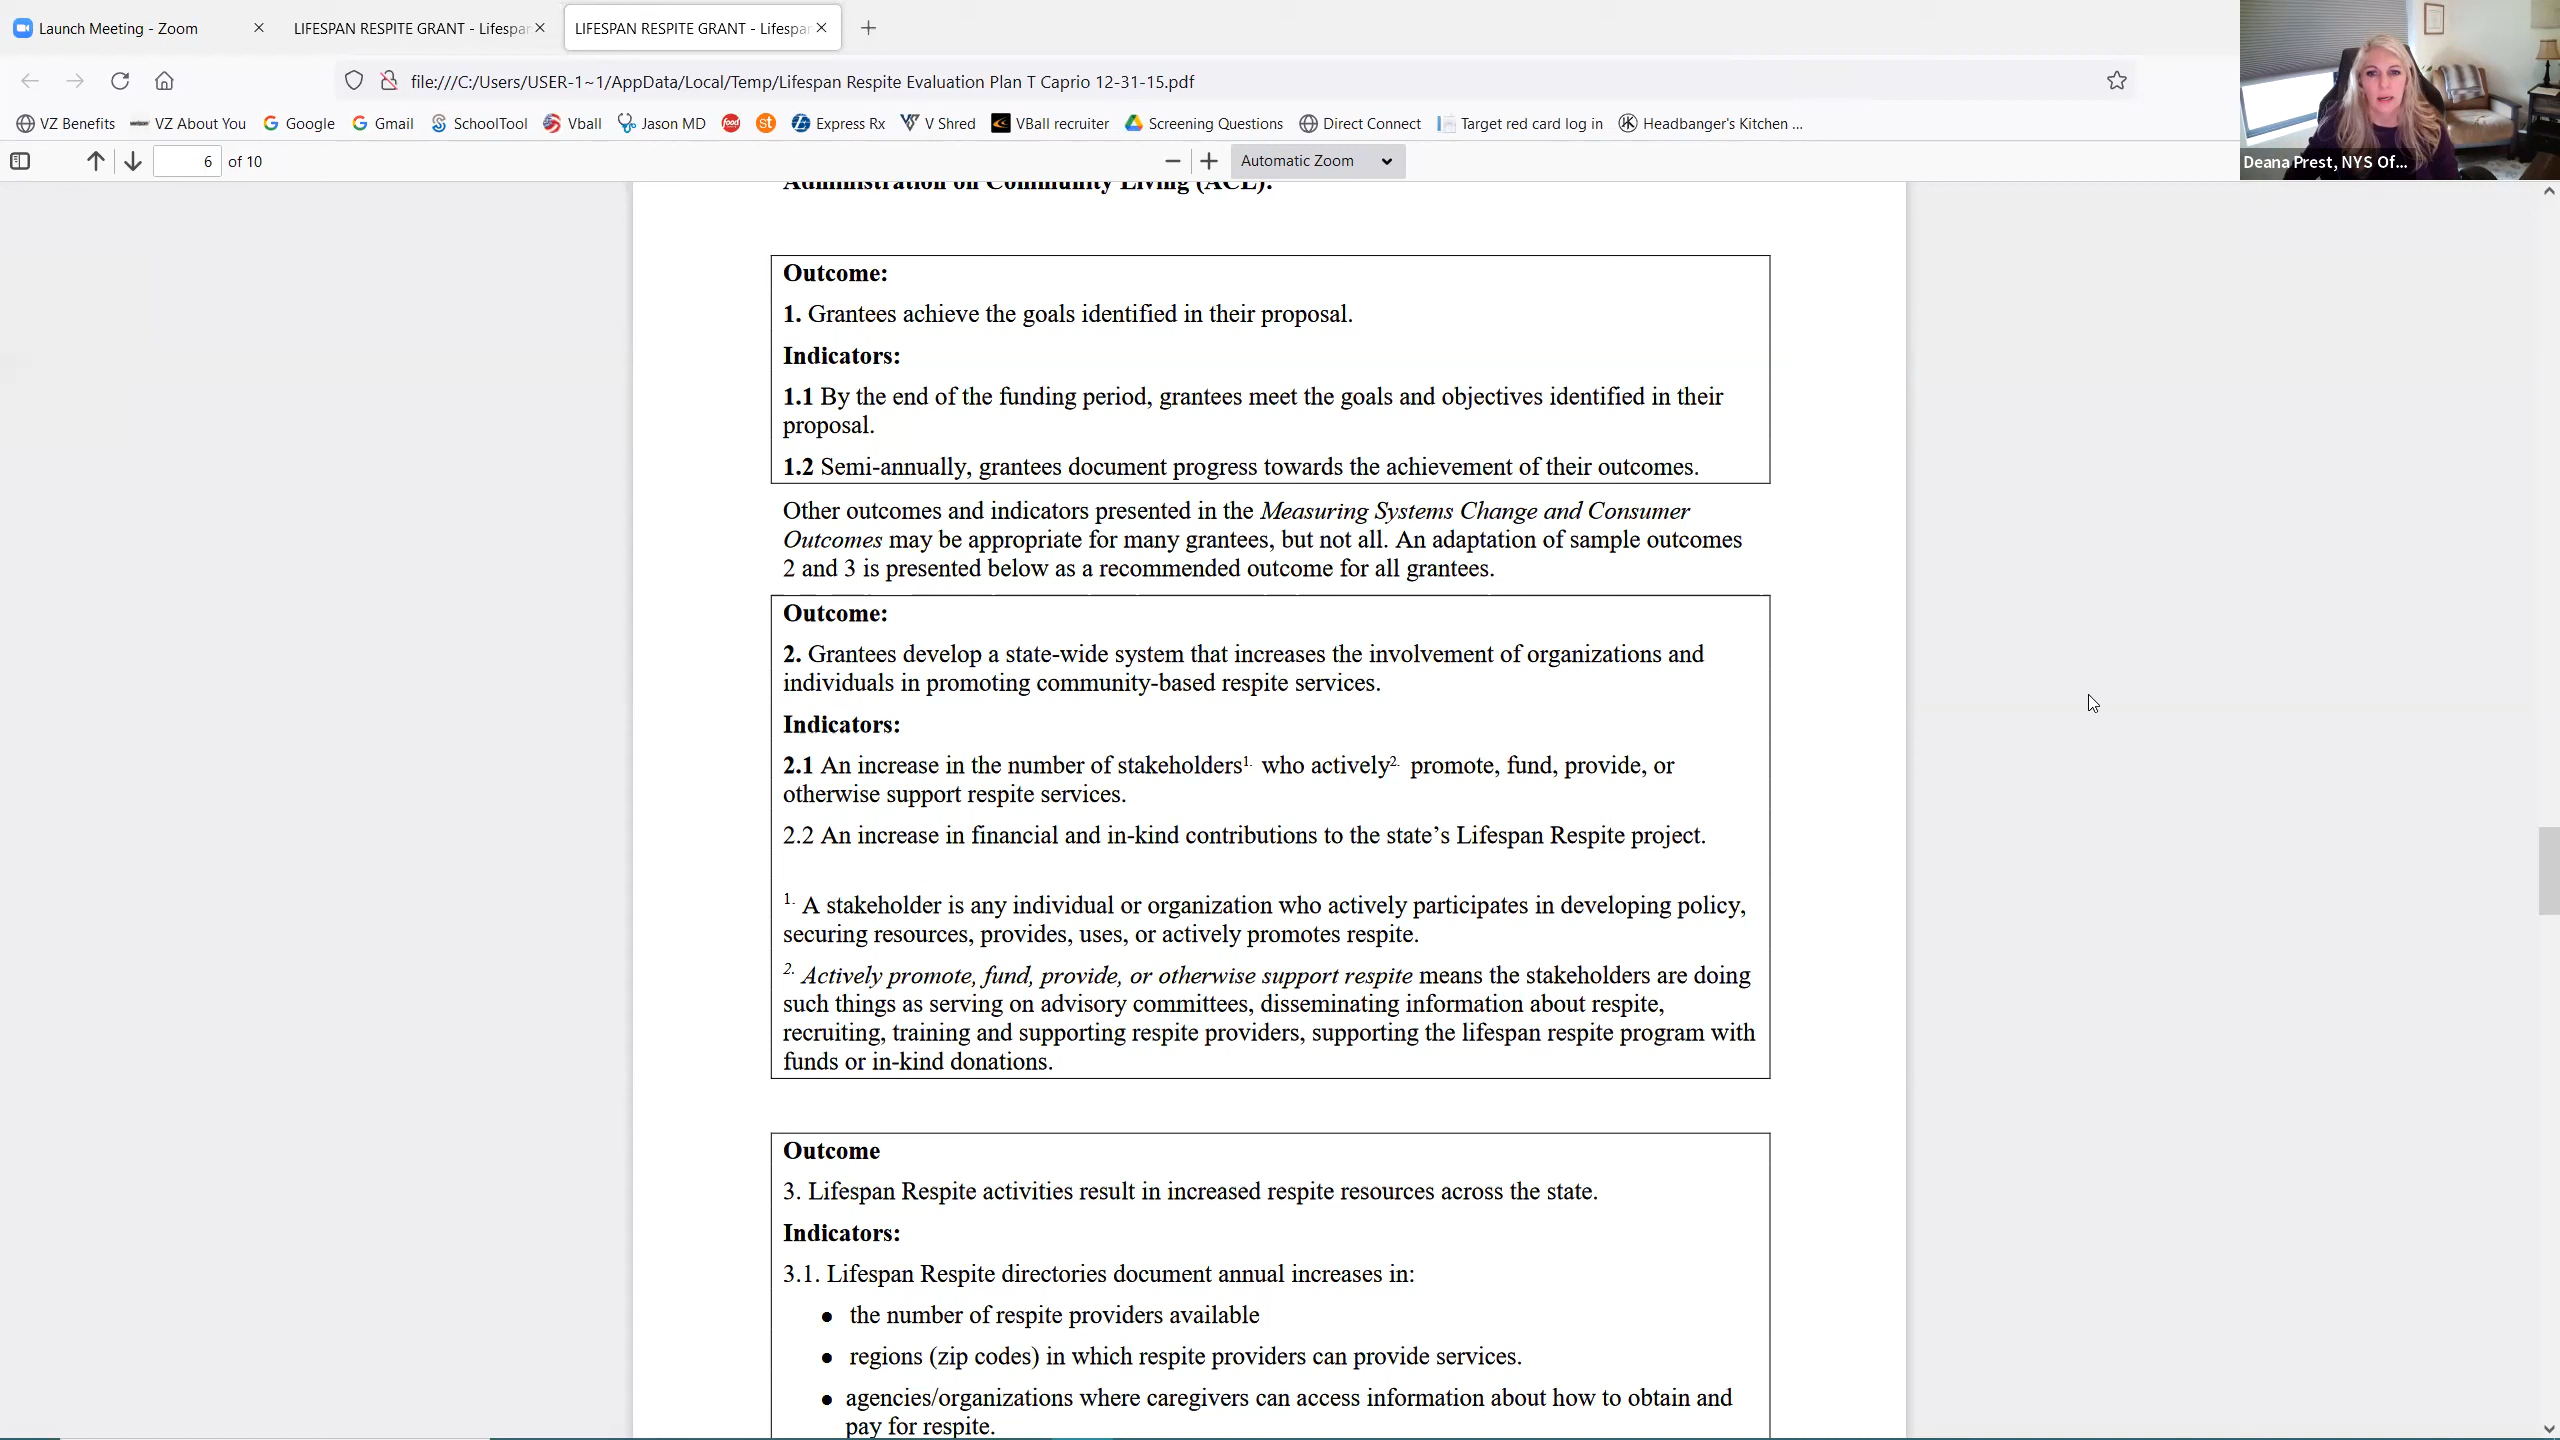 Launch Meeting - Zoom
LIFESPAN RESPITE GRANT - Lifespan
LIFESPAN RESPITE GRANT - Lifespan
file:///C:/Users/USER-1~1/AppData/Local/Temp/Lifespan Respite Evaluation Plan T Caprio 12-31-15.pdf
VZ Benefits
VZ About You
Google
Gmail
SchoolTool
Vball
Jason MD
food
st
Express Rx
V Shred
VBall recruiter
Screening Questions
Direct Connect
Target red card log in
Headbanger's Kitchen ...
6 of 10
Automatic Zoom
Deana Prest, NYS Of...
Administration on Community Living (ACL):
Outcome:
1. Grantees achieve the goals identified in their proposal.
Indicators:
1.1 By the end of the funding period, grantees meet the goals and objectives identified in their
proposal.
1.2 Semi-annually, grantees document progress towards the achievement of their outcomes.
Other outcomes and indicators presented in the Measuring Systems Change and Consumer
Outcomes may be appropriate for many grantees, but not all. An adaptation of sample outcomes
2 and 3 is presented below as a recommended outcome for all grantees.
Outcome:
2. Grantees develop a state-wide system that increases the involvement of organizations and
individuals in promoting community-based respite services.
Indicators:
2.1 An increase in the number of stakeholders1. who actively2. promote, fund, provide, or
otherwise support respite services.
2.2 An increase in financial and in-kind contributions to the state’s Lifespan Respite project.
1. A stakeholder is any individual or organization who actively participates in developing policy,
securing resources, provides, uses, or actively promotes respite.
2. Actively promote, fund, provide, or otherwise support respite means the stakeholders are doing
such things as serving on advisory committees, disseminating information about respite,
recruiting, training and supporting respite providers, supporting the lifespan respite program with
funds or in-kind donations.
Outcome
3. Lifespan Respite activities result in increased respite resources across the state.
Indicators:
3.1. Lifespan Respite directories document annual increases in:
● the number of respite providers available
● regions (zip codes) in which respite providers can provide services.
● agencies/organizations where caregivers can access information about how to obtain and
pay for respite.